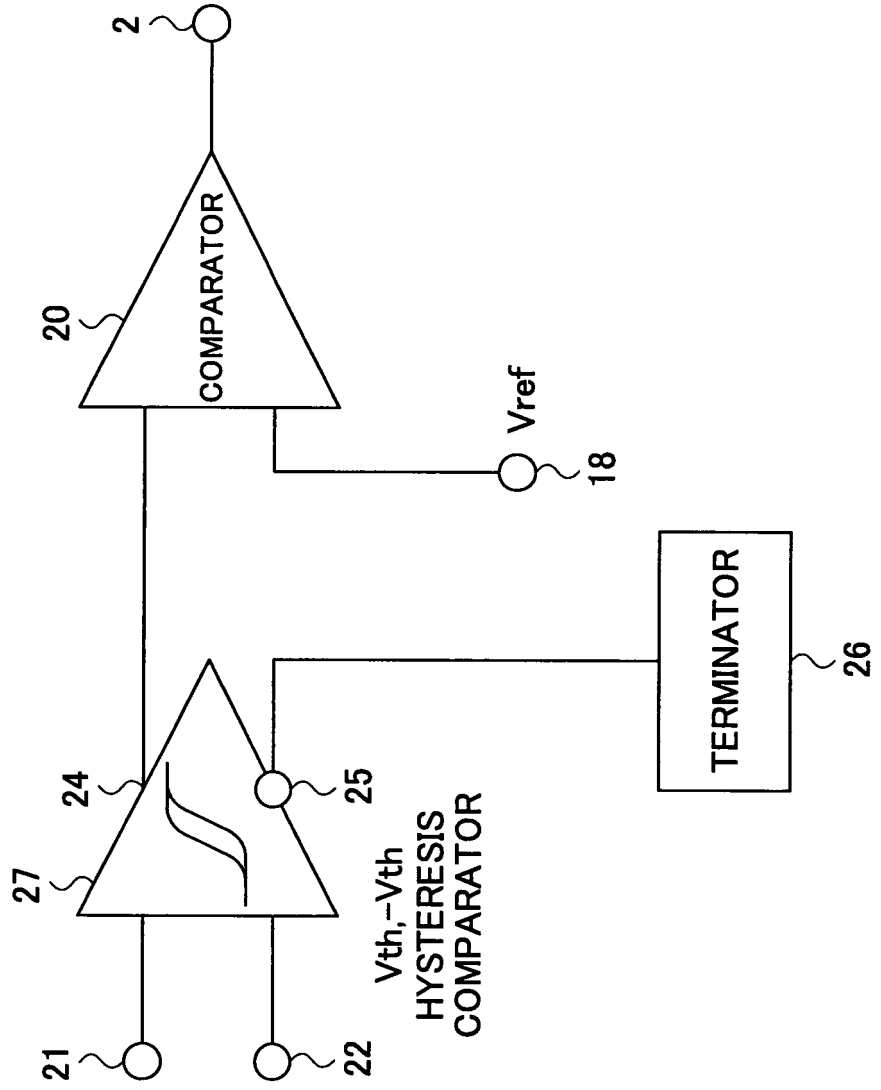 21
22
27
24
25
Vth,-Vth
HYSTERESIS
COMPARATOR
TERMINATOR
26
Vref
18
20
COMPARATOR
2